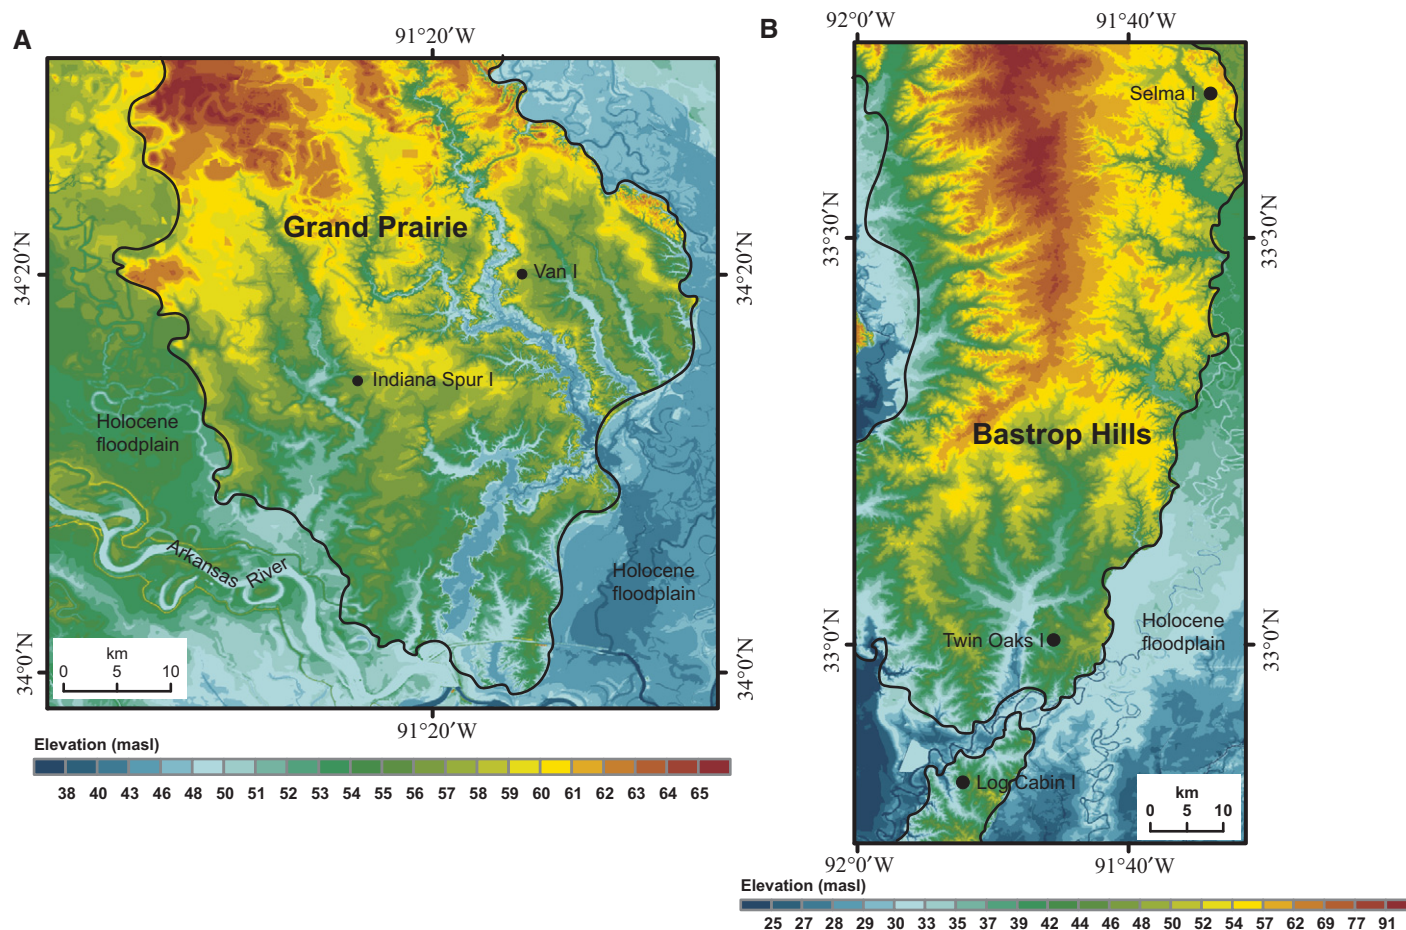 A
91°20′W
Grand Prairie
34°20′N
34°20′N
Van I
Indiana Spur I
Holocene
floodplain
Arkansas River
Holocene
floodplain
34°0′N
34°0′N
km
0 5 10
91°20′W
Elevation (masl)
38 40 43 46 48 50 51 52 53 54 55 56 57 58 59 60 61 62 63 64 65
B
92°0′W 91°40′W
Selma I
33°30′N
33°30′N
Bastrop Hills
Holocene
floodplain
Twin Oaks I
33°0′N
33°0′N
Log Cabin I
km
0 5 10
92°0′W 91°40′W
Elevation (masl)
25 27 28 29 30 33 35 37 39 42 44 46 48 50 52 54 57 62 69 77 91